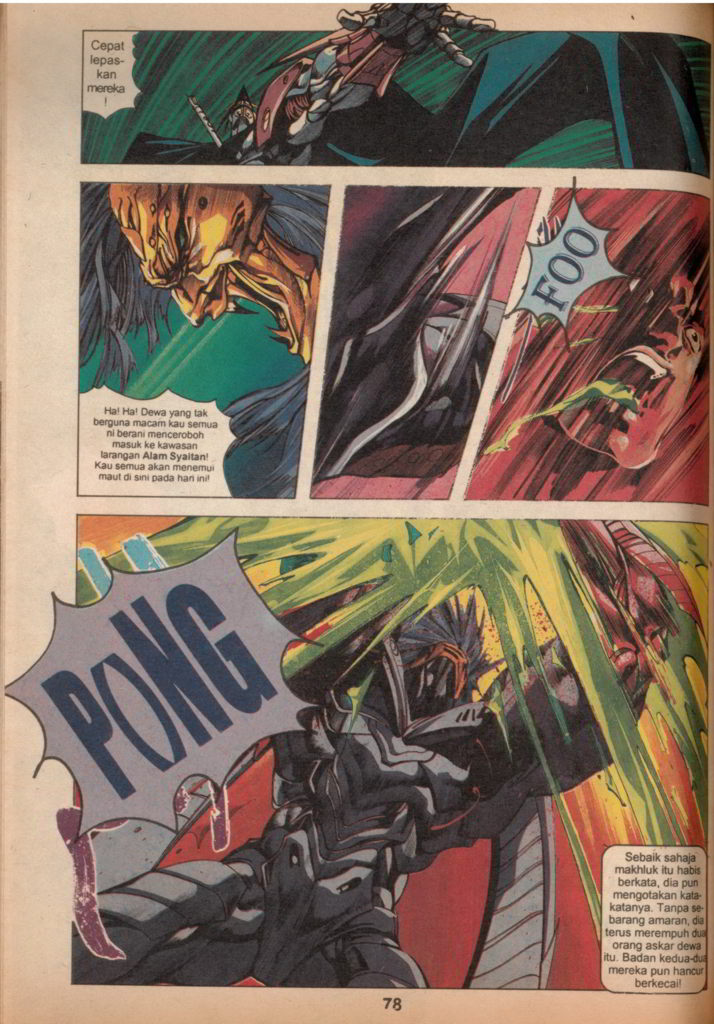 Cepat
lepas-
kan
mereka
!
FOO
Ha! Ha! Dewa yang tak
berguna macam kau semua
ni berani menceroboh
masuk ke kawasan
larangan Alam Syaitan!
Kau semua akan menemui
maut di sini pada hari ini!
PONG
Sebaik sahaja
makhluk itu habis
berkata, dia pun
mengotakan kata-
katanya. Tanpa se-
barang amaran, dia
terus merempuh dua
orang askar dewa
itu. Badan kedua-dua
mereka pun hancur
berkecai!
78